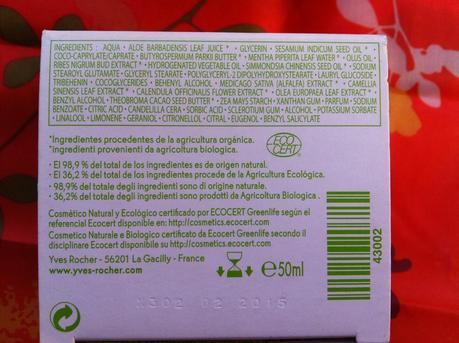 INGREDIENTS : AQUA • ALOE BARBADENSIS LEAF JUICE* • GLYCERIN • SESAMUM INDICUM SEED OIL* •
COCO-CAPRYLATE/CAPRATE • BUTYROSPERMUM PARKII BUTTER* • MENTHA PIPERITA LEAF WATER* • OLUS OIL •
RIBES NIGRUM BUD EXTRACT* • HYDROGENATED VEGETABLE OIL • SIMMONDSIA CHINENSIS SEED OIL* • SODIUM
STEAROYL GLUTAMATE • GLYCERYL STEARATE • POLYGLYCERYL-2 DIPOLYHYDROXYSTEARATE • LAURYL GLUCOSIDE •
TRIBEHENIN • COCOGLYCERIDES • BEHENYL ALCOHOL • MEDICAGO SATIVA (ALFALFA) EXTRACT* • CAMELLIA
SINENSIS LEAF EXTRACT* • CALENDULA OFFICINALIS FLOWER EXTRACT* • OLEA EUROPAEA LEAF EXTRACT* •
BENZYL ALCOHOL • THEOBROMA CACAO SEED BUTTER* • ZEA MAYS STARCH • XANTHAN GUM • PARFUM • SODIUM
BENZOATE • CITRIC ACID • CANDELILLA CERA • SORBIC ACID • SCLEROTIUM GUM • ALCOHOL • POTASSIUM SORBATE
• LINALOOL • LIMONENE • GERANIOL • CITRONELLOL • CITRAL • EUGENOL • BENZYL SALICYLATE
*Ingredientes procedentes de la agricultura orgánica.
*ingredienti provenienti da agricoltura biologica.
ECO
CERT®
• El 98,9 % del total de los ingredientes es de origen natural.
• El 36,2 % del total de los ingredientes procede de la Agricultura Ecológica.
• 98,9% del totale degli ingredienti sono di origine naturale.
• 36,2% del totale degli ingredienti sono prodotti da Agricoltura Biologica.
Cosmético Natural y Ecológico certificado por ECOCERT Greenlife según el
referencial Ecocert disponible en: http://cosmetics.ecocert.com
Cosmetico Naturale e Biologico certificato da ECOCERT Greenlife secondo il
disciplinare Ecocert disponibile su http://cosmetics.ecocert.com
Yves Rocher - 56201 La Gacilly - France
www.yves-rocher.com
℮50ml
43002
X302 02 2015